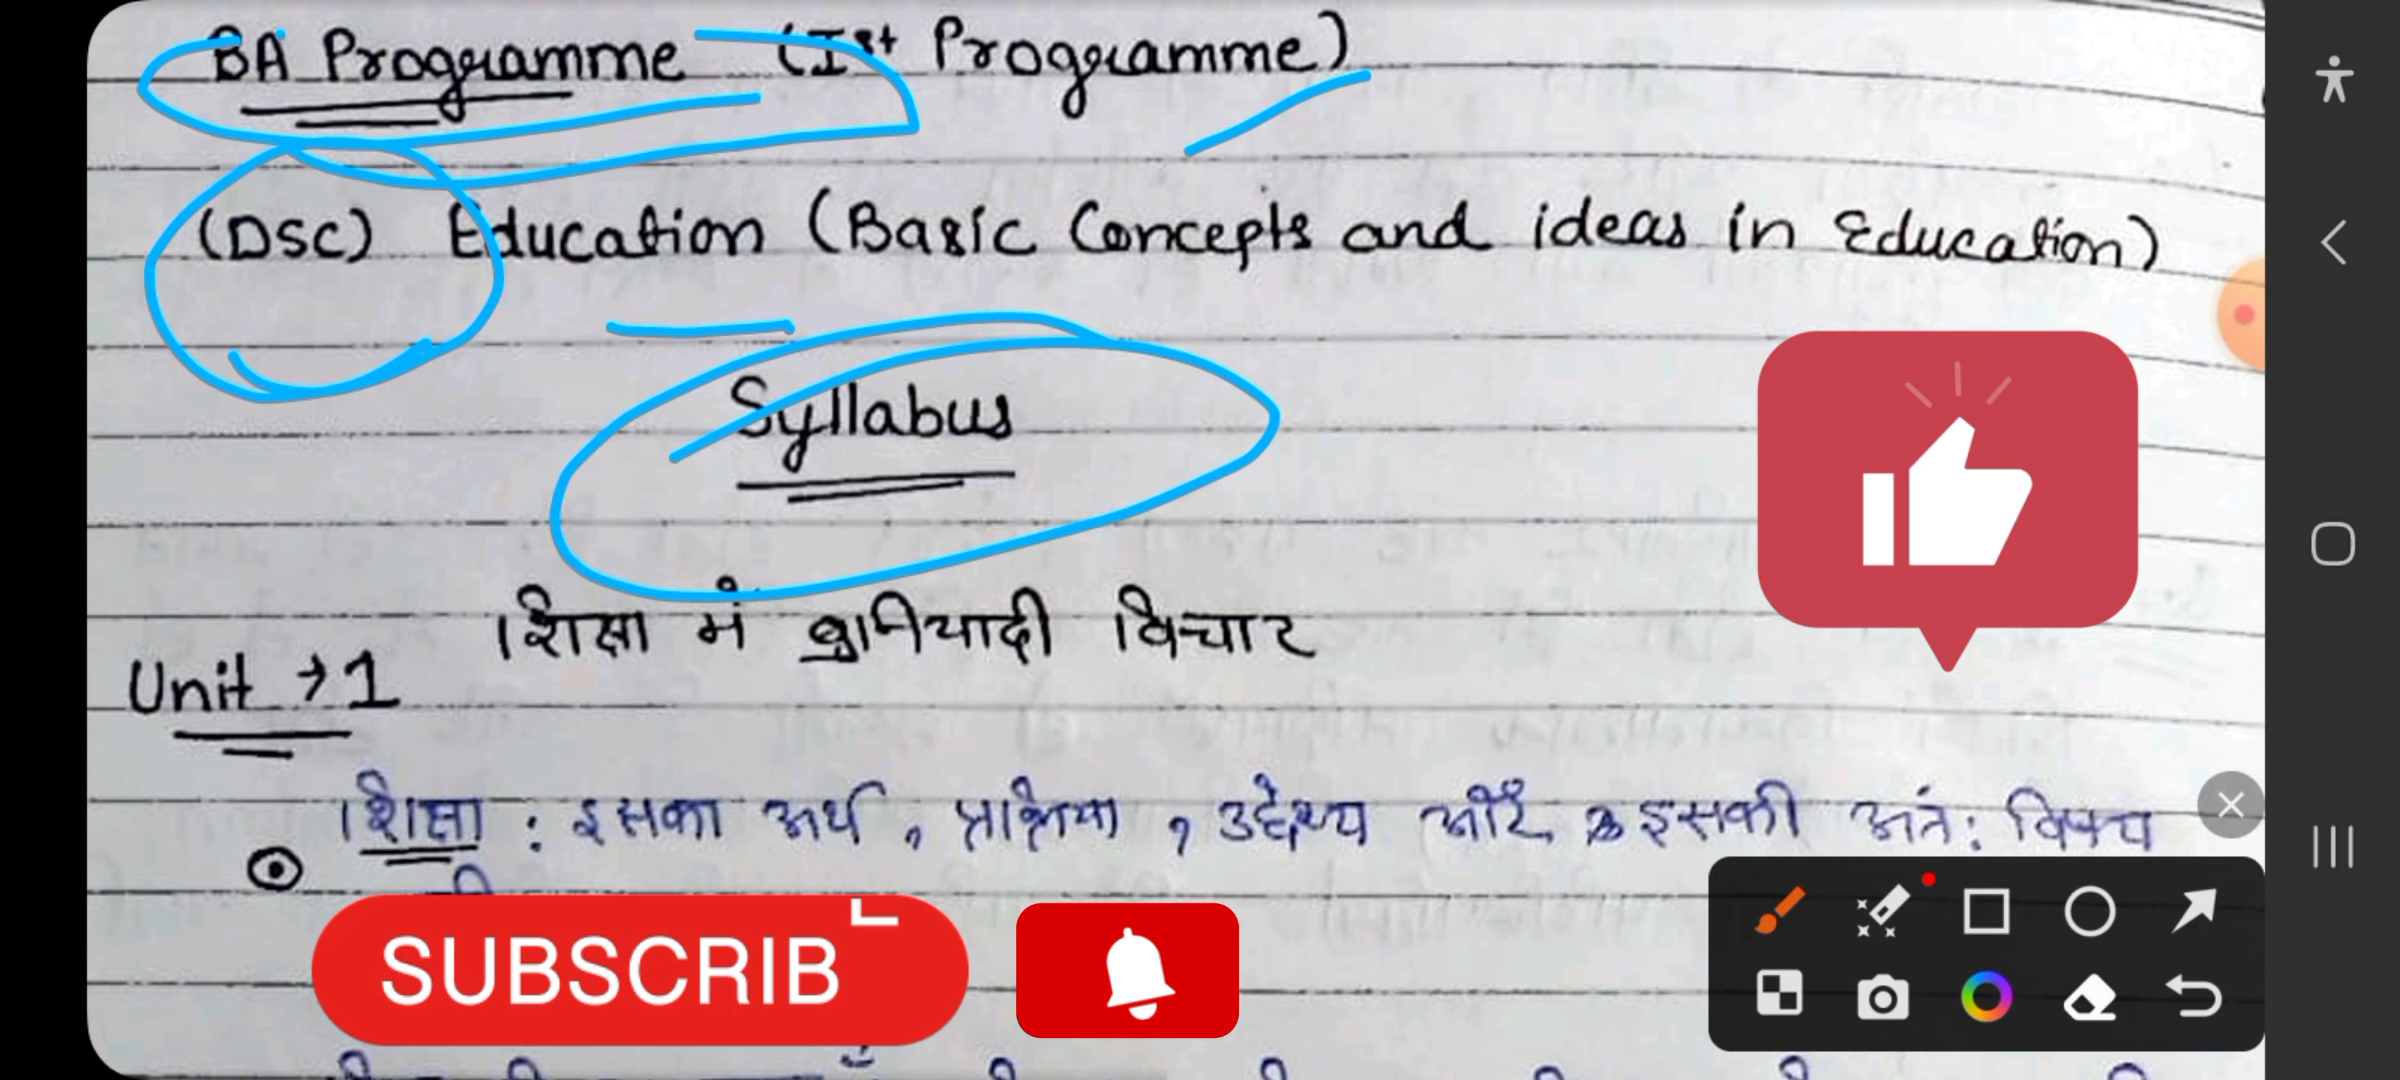 BA Programme (Ist Programme)
(DSC) Education (Basic Concepts and ideas in Education)
Syllabus
शिक्षा में बुनियादी विचार
Unit → 1
शिक्षा : इसका अर्थ , प्रक्रिया , उद्देश्य और इसकी अंत: विषय
SUBSCRIB